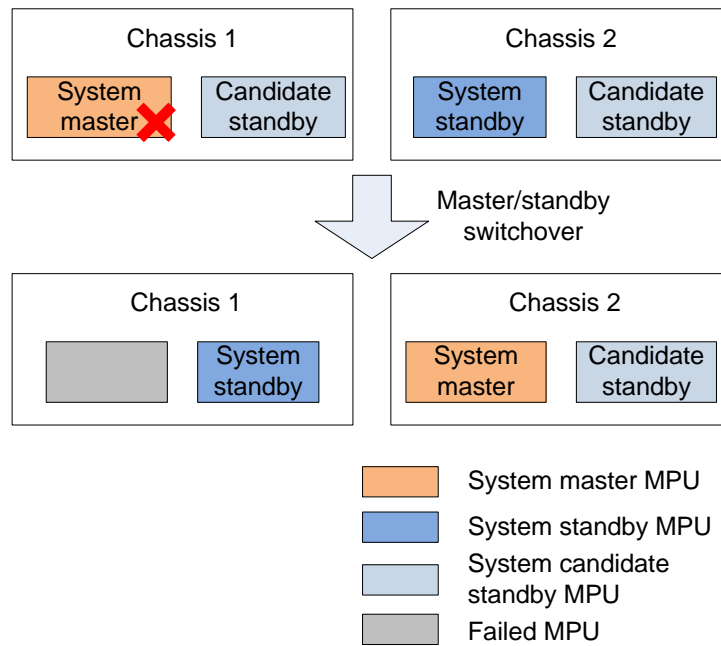 Chassis 1
System
master
Candidate
standby
Chassis 2
System
standby
Candidate
standby
Master/standby
switchover
Chassis 1
System
standby
Chassis 2
System
master
Candidate
standby
System master MPU
System standby MPU
System candidate
standby MPU
Failed MPU